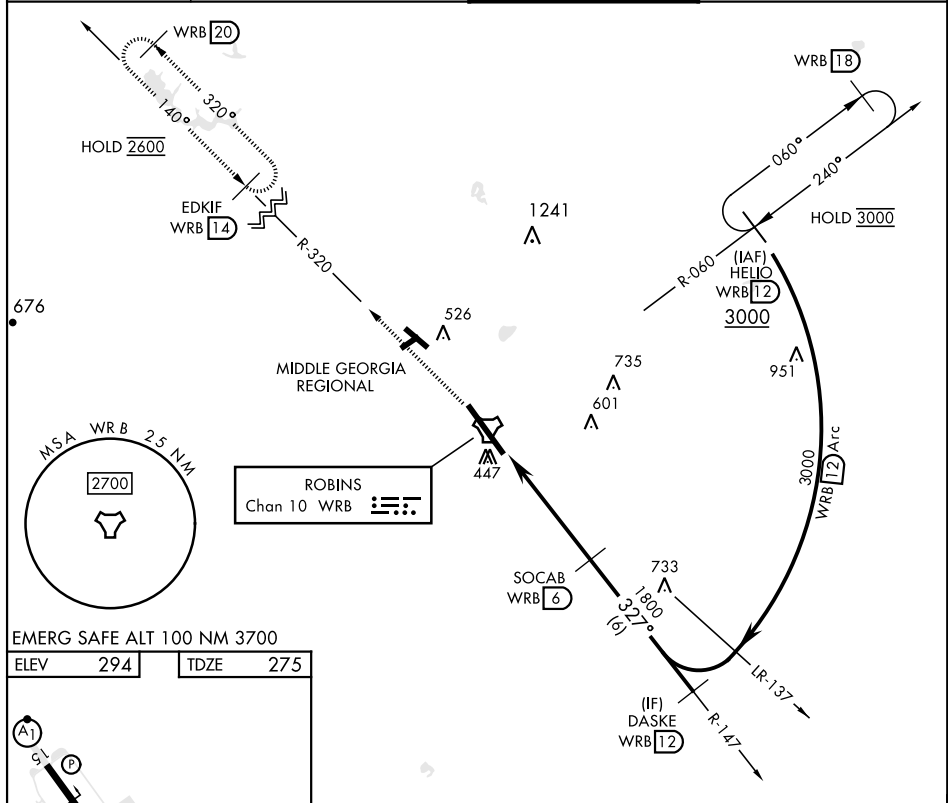 WRB 20
WRB 18
320°
140°
060°
240°
HOLD 2600
HOLD 3000
EDKIF
WRB 14
1241
R-320
R-060
(IAF)
HELIO
WRB 12
3000
676
526
MIDDLE GEORGIA
REGIONAL
735
951
601
MSA WRB 25 NM
2700
447
3000
WRB 12 Arc
ROBINS
Chan 10 WRB
SOCAB
WRB 6
733
1800
327°
(6)
EMERG SAFE ALT 100 NM 3700
ELEV 294
TDZE 275
LR-137
(IF)
DASKE
WRB 12
R-147
A1
P
15